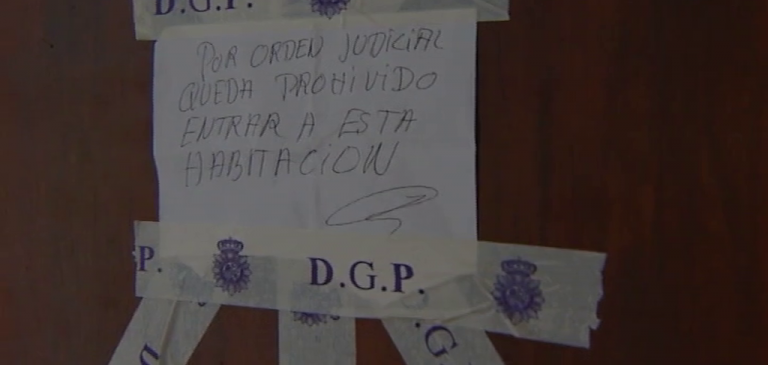 D.G.P.
POR ORDEN JUDICIAL
QUEDA PROHIVIDO
ENTRAR A ESTA
HABITACION
P.
D.G.P.
G.